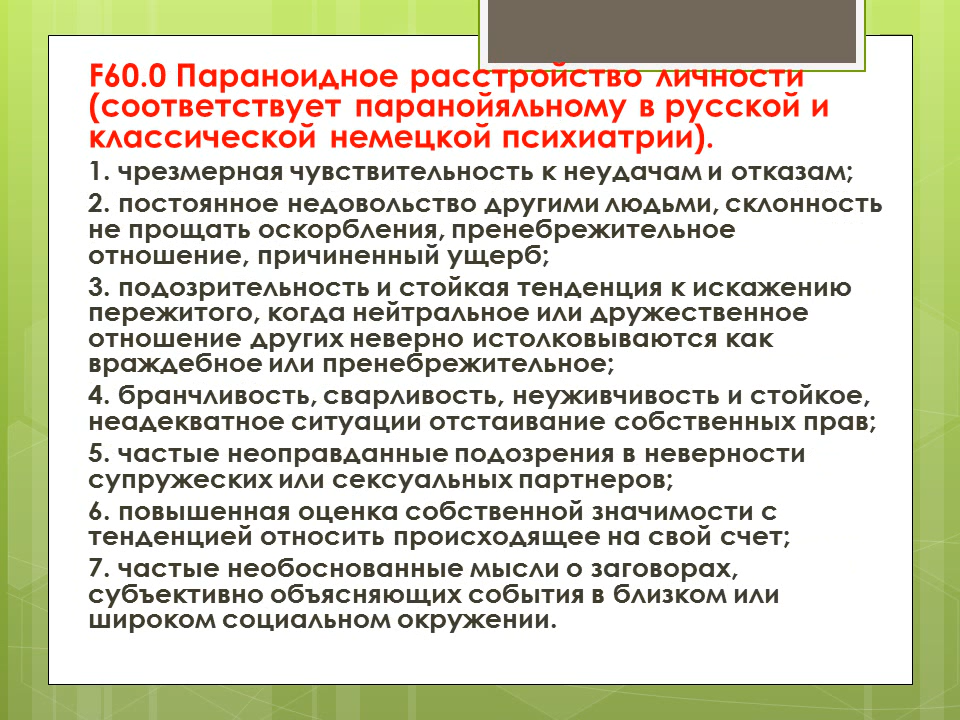 F60.0 Параноидное расстройство личности
(соответствует паранойяльному в русской и
классической немецкой психиатрии).
1. чрезмерная чувствительность к неудачам и отказам;
2. постоянное недовольство другими людьми, склонность
не прощать оскорбления, пренебрежительное
отношение, причиненный ущерб;
3. подозрительность и стойкая тенденция к искажению
пережитого, когда нейтральное или дружественное
отношение других неверно истолковываются как
враждебное или пренебрежительное;
4. бранчливость, сварливость, неуживчивость и стойкое,
неадекватное ситуации отстаивание собственных прав;
5. частые неоправданные подозрения в неверности
супружеских или сексуальных партнеров;
6. повышенная оценка собственной значимости с
тенденцией относить происходящее на свой счет;
7. частые необоснованные мысли о заговорах,
субъективно объясняющих события в близком или
широком социальном окружении.